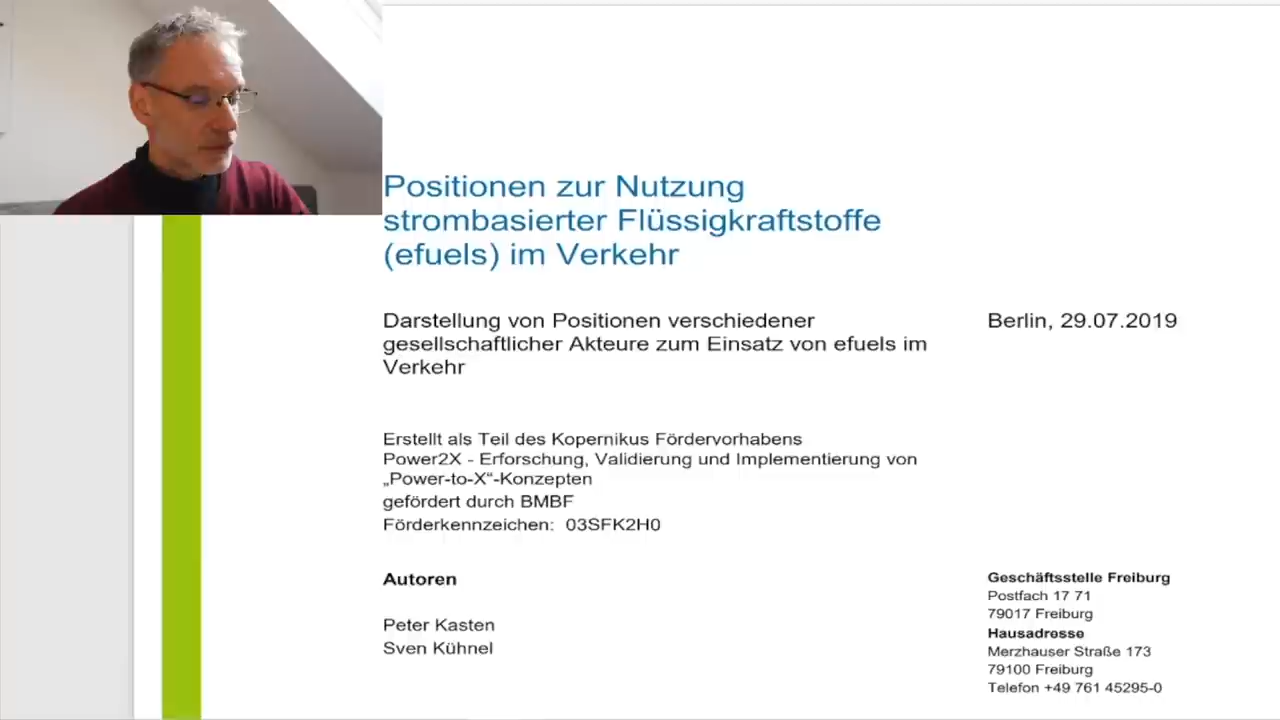 Positionen zur Nutzung
strombasierter Flüssigkraftstoffe
(efuels) im Verkehr
Darstellung von Positionen verschiedener
gesellschaftlicher Akteure zum Einsatz von efuels im
Verkehr
Berlin, 29.07.2019
Erstellt als Teil des Kopernikus Fördervorhabens
Power2X - Erforschung, Validierung und Implementierung von
„Power-to-X“-Konzepten
gefördert durch BMBF
Förderkennzeichen: 03SFK2H0
Autoren
Peter Kasten
Sven Kühnel
Geschäftsstelle Freiburg
Postfach 17 71
79017 Freiburg
Hausadresse
Merzhauser Straße 173
79100 Freiburg
Telefon +49 761 45295-0